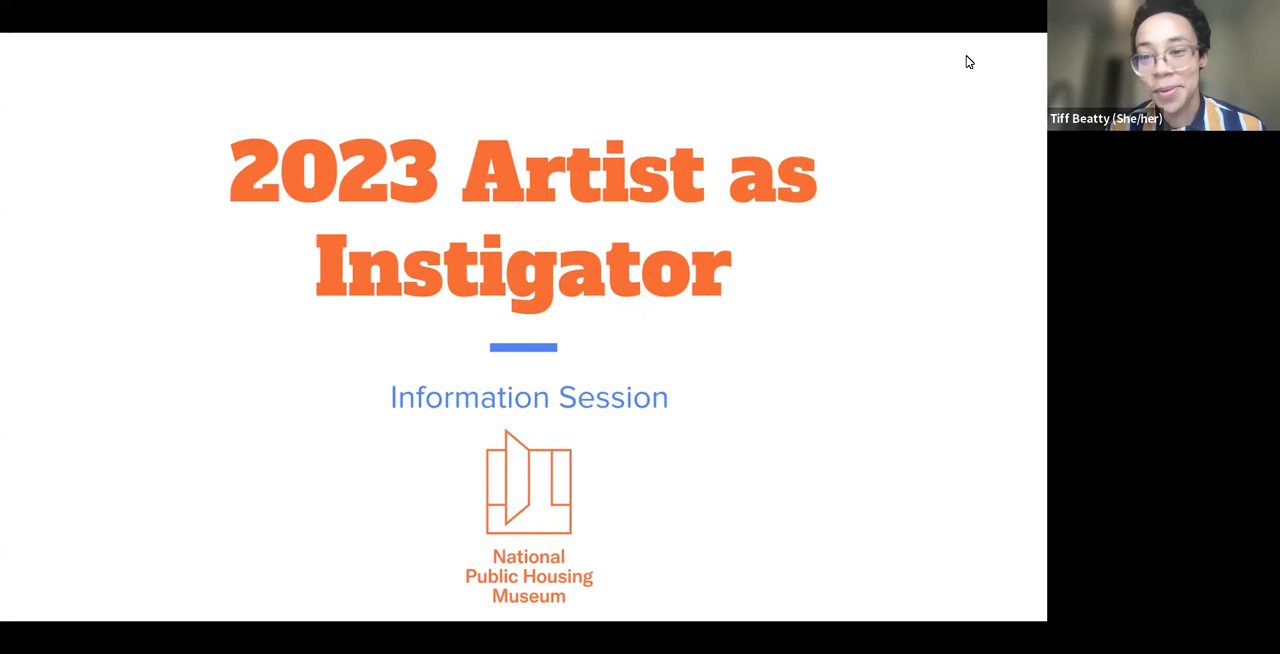 2023 Artist as
Instigator
Information Session
National
Public Housing
Museum
Tiff Beatty (She/her)